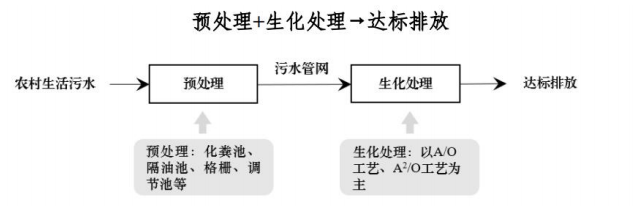 预处理+生化处理→达标排放
农村生活污水
预处理
污水管网
生化处理
达标排放
预处理：化粪池、
隔油池、格栅、调
节池等
生化处理：以A/O
工艺、A²/O工艺为
主